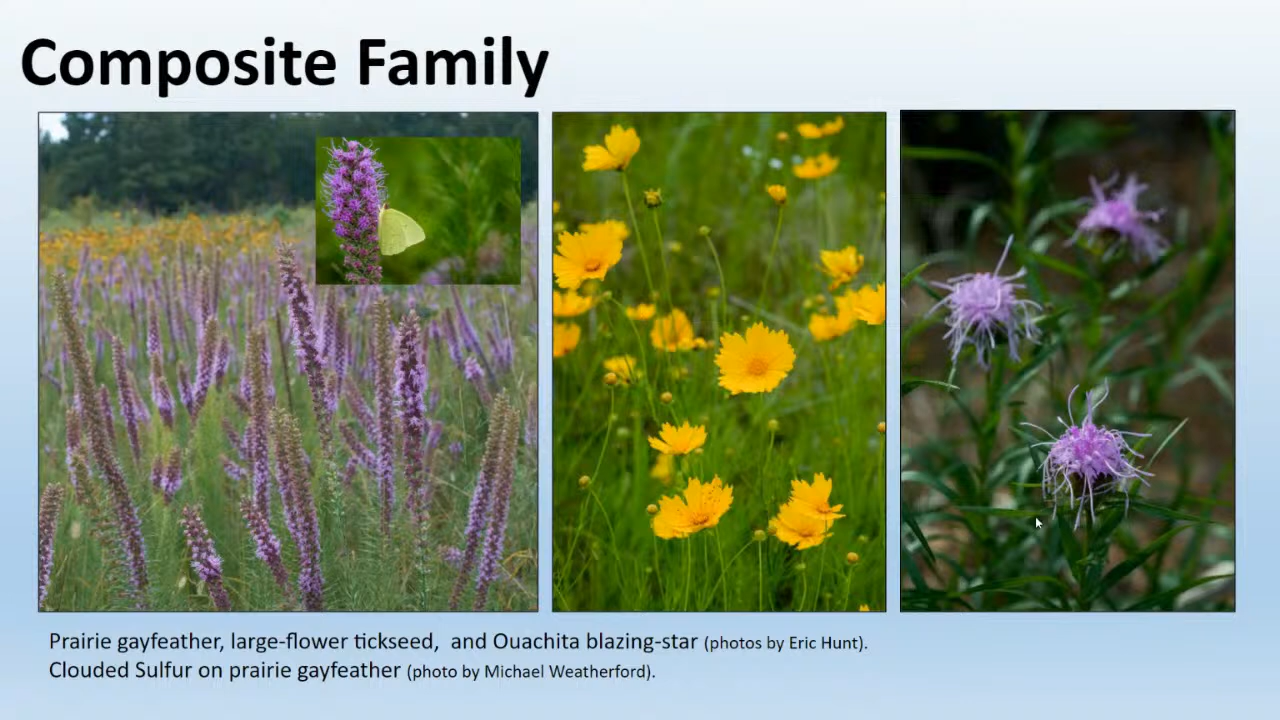 Composite Family
Prairie gayfeather, large-flower tickseed,  and Ouachita blazing-star (photos by Eric Hunt).
Clouded Sulfur on prairie gayfeather (photo by Michael Weatherford).